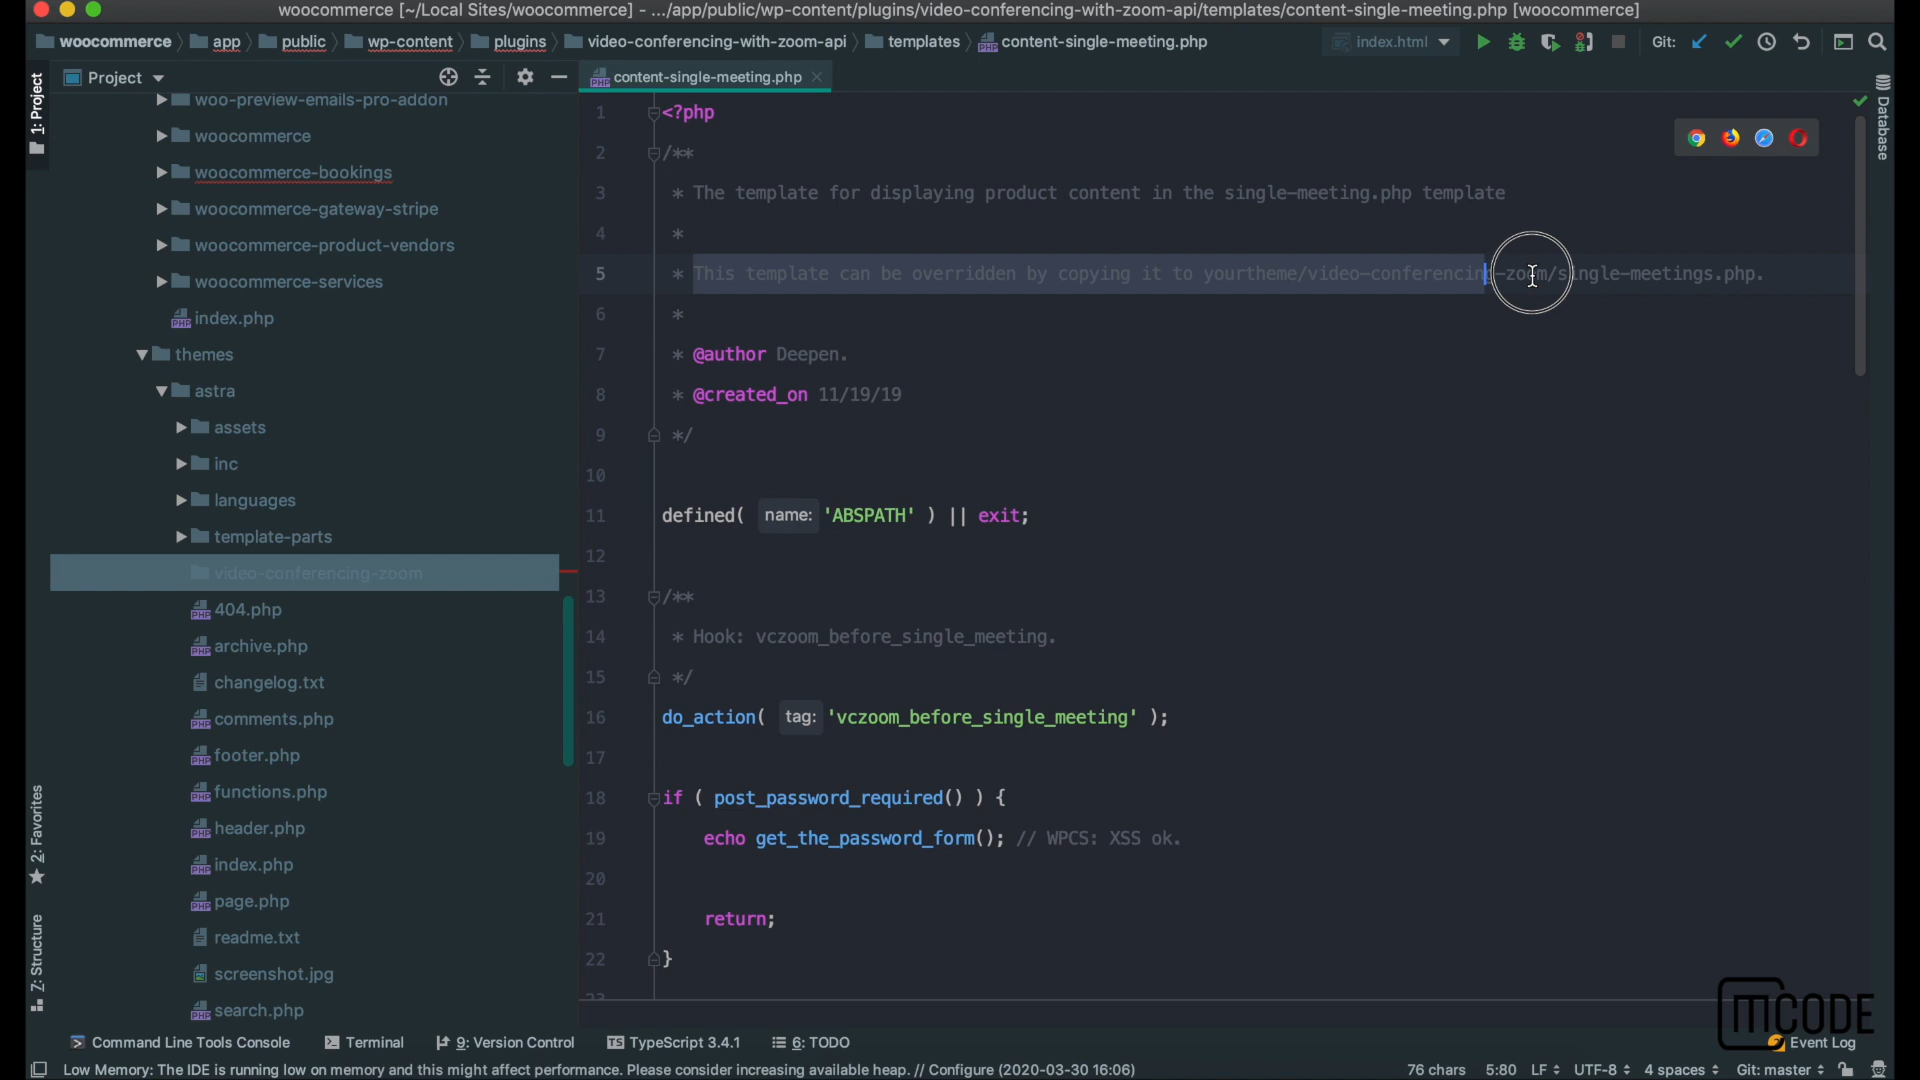 woocommerce [~/Local Sites/woocommerce] - .../app/public/wp-content/plugins/video-conferencing-with-zoom-api/templates/content-single-meeting.php [woocommerce]
woocommerce app public wp-content plugins video-conferencing-with-zoom-api templates content-single-meeting.php index.html Git:
1: Project
Project
content-single-meeting.php
Database
woo-preview-emails-pro-addon
woocommerce
woocommerce-bookings
woocommerce-gateway-stripe
woocommerce-product-vendors
woocommerce-services
index.php
themes
astra
assets
inc
languages
template-parts
video-conferencing-zoom
404.php
archive.php
changelog.txt
comments.php
footer.php
functions.php
header.php
index.php
page.php
readme.txt
screenshot.jpg
search.php
2: Favorites
Z: Structure
1 <?php
2 /**
3 * The template for displaying product content in the single-meeting.php template
4 *
5 * This template can be overridden by copying it to yourtheme/video-conferencing-zoom/single-meetings.php.
6 *
7 * @author Deepen.
8 * @created_on 11/19/19
9 */
10
11 defined( name: 'ABSPATH' ) || exit;
12
13 /**
14 * Hook: vczoom_before_single_meeting.
15 */
16 do_action( tag: 'vczoom_before_single_meeting' );
17
18 if ( post_password_required() ) {
19 echo get_the_password_form(); // WPCS: XSS ok.
20
21 return;
22 }
23
MCODE
Command Line Tools Console Terminal 9: Version Control TypeScript 3.4.1 6: TODO 2 Event Log
Low Memory: The IDE is running low on memory and this might affect performance. Please consider increasing available heap. // Configure (2020-03-30 16:06) 76 chars 5:80 LF UTF-8 4 spaces Git: master